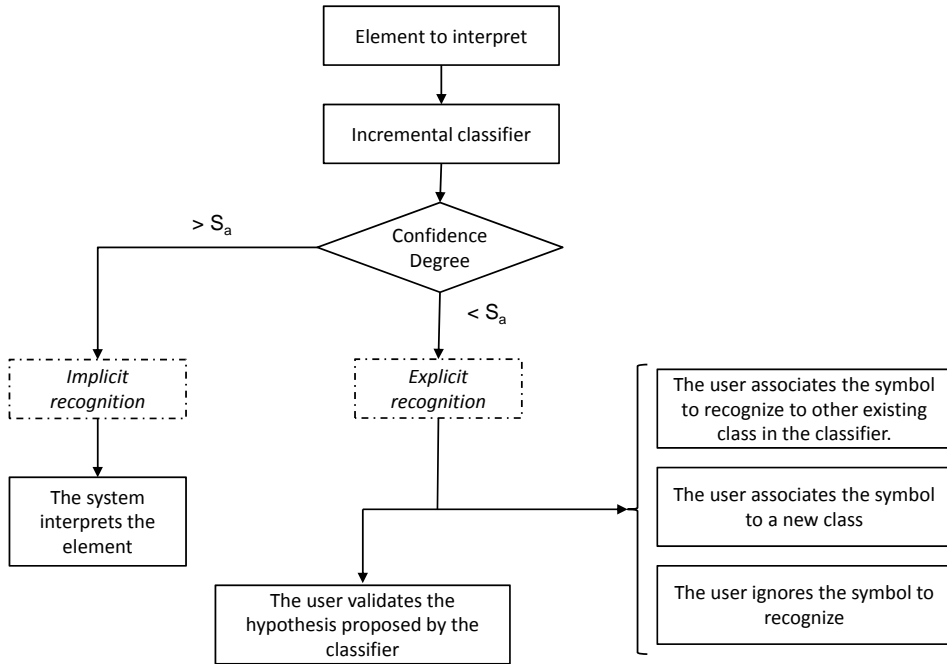 Element to interpret
Incremental classifier
Confidence
Degree
> Sa
< Sa
Implicit
recognition
Explicit
recognition
The system
interprets the
element
The user validates the
hypothesis proposed by the
classifier
The user associates the symbol
to recognize to other existing
class in the classifier.
The user associates the symbol
to a new class
The user ignores the symbol to
recognize